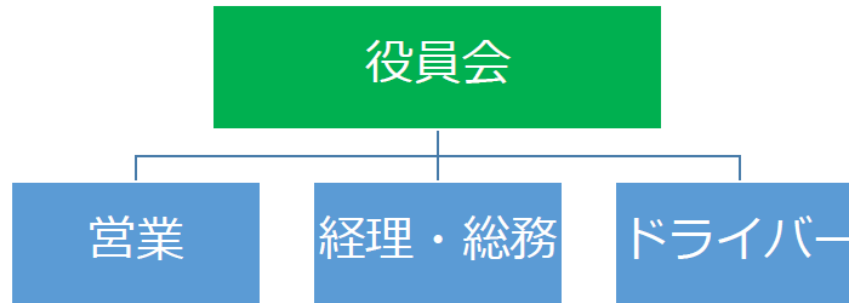 役員会
営業
経理・総務
ドライバー